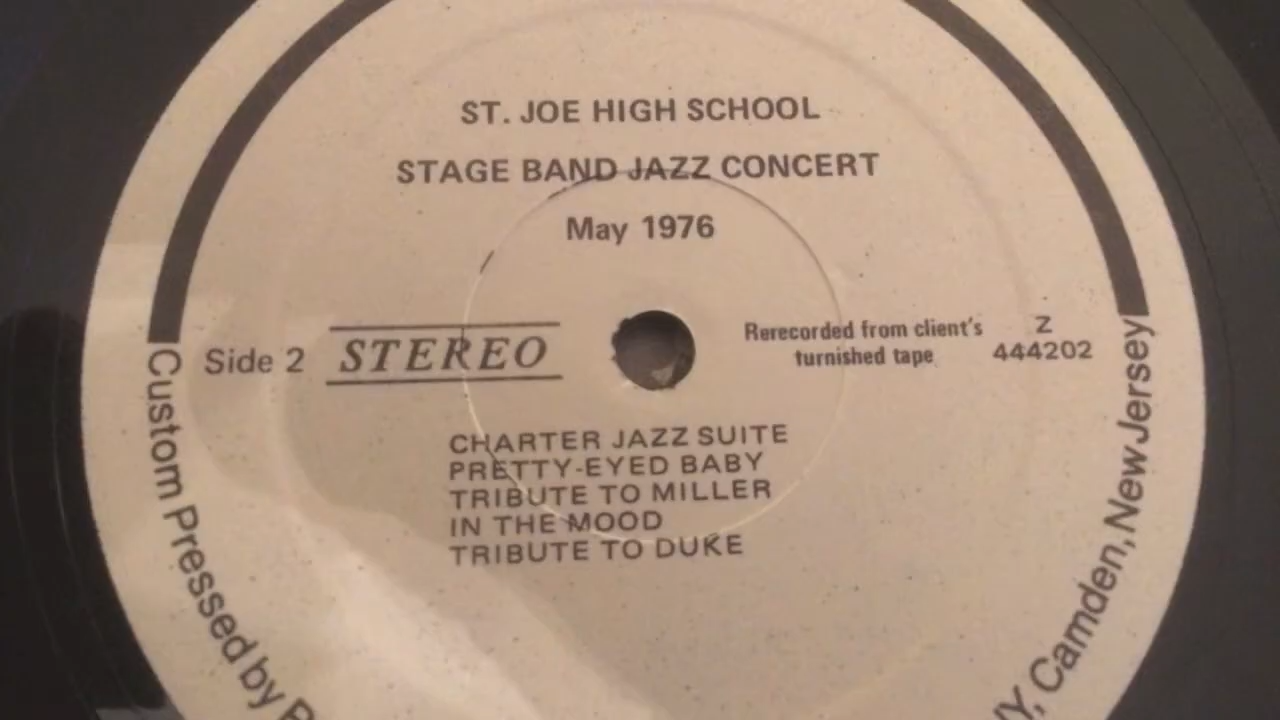 ST. JOE HIGH SCHOOL
STAGE BAND JAZZ CONCERT
May 1976
Side 2
STEREO
Rerecorded from client's
furnished tape
Z
444202
CHARTER JAZZ SUITE
PRETTY-EYED BABY
TRIBUTE TO MILLER
IN THE MOOD
TRIBUTE TO DUKE
Custom Pressed by
Camden, New Jersey